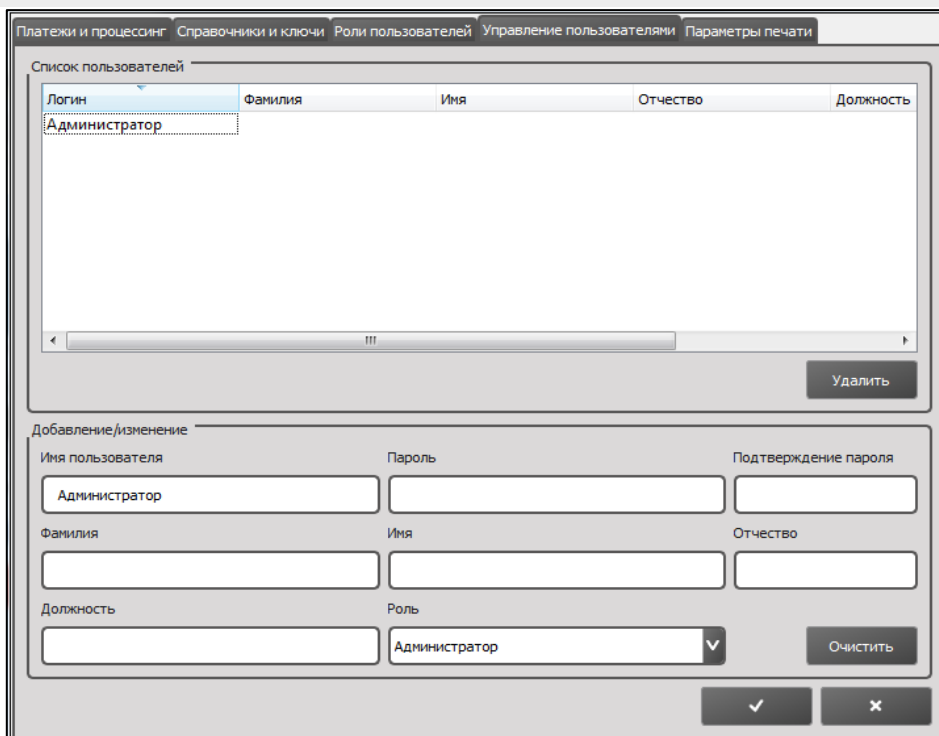 Платежи и процессинг Справочники и ключи Роли пользователей Управление пользователями Параметры печати
Список пользователей
Логин Фамилия Имя Отчество Должность
Администратор
Удалить
Добавление/изменение
Имя пользователя Пароль Подтверждение пароля
Администратор
Фамилия Имя Отчество
Должность Роль
Администратор Очистить